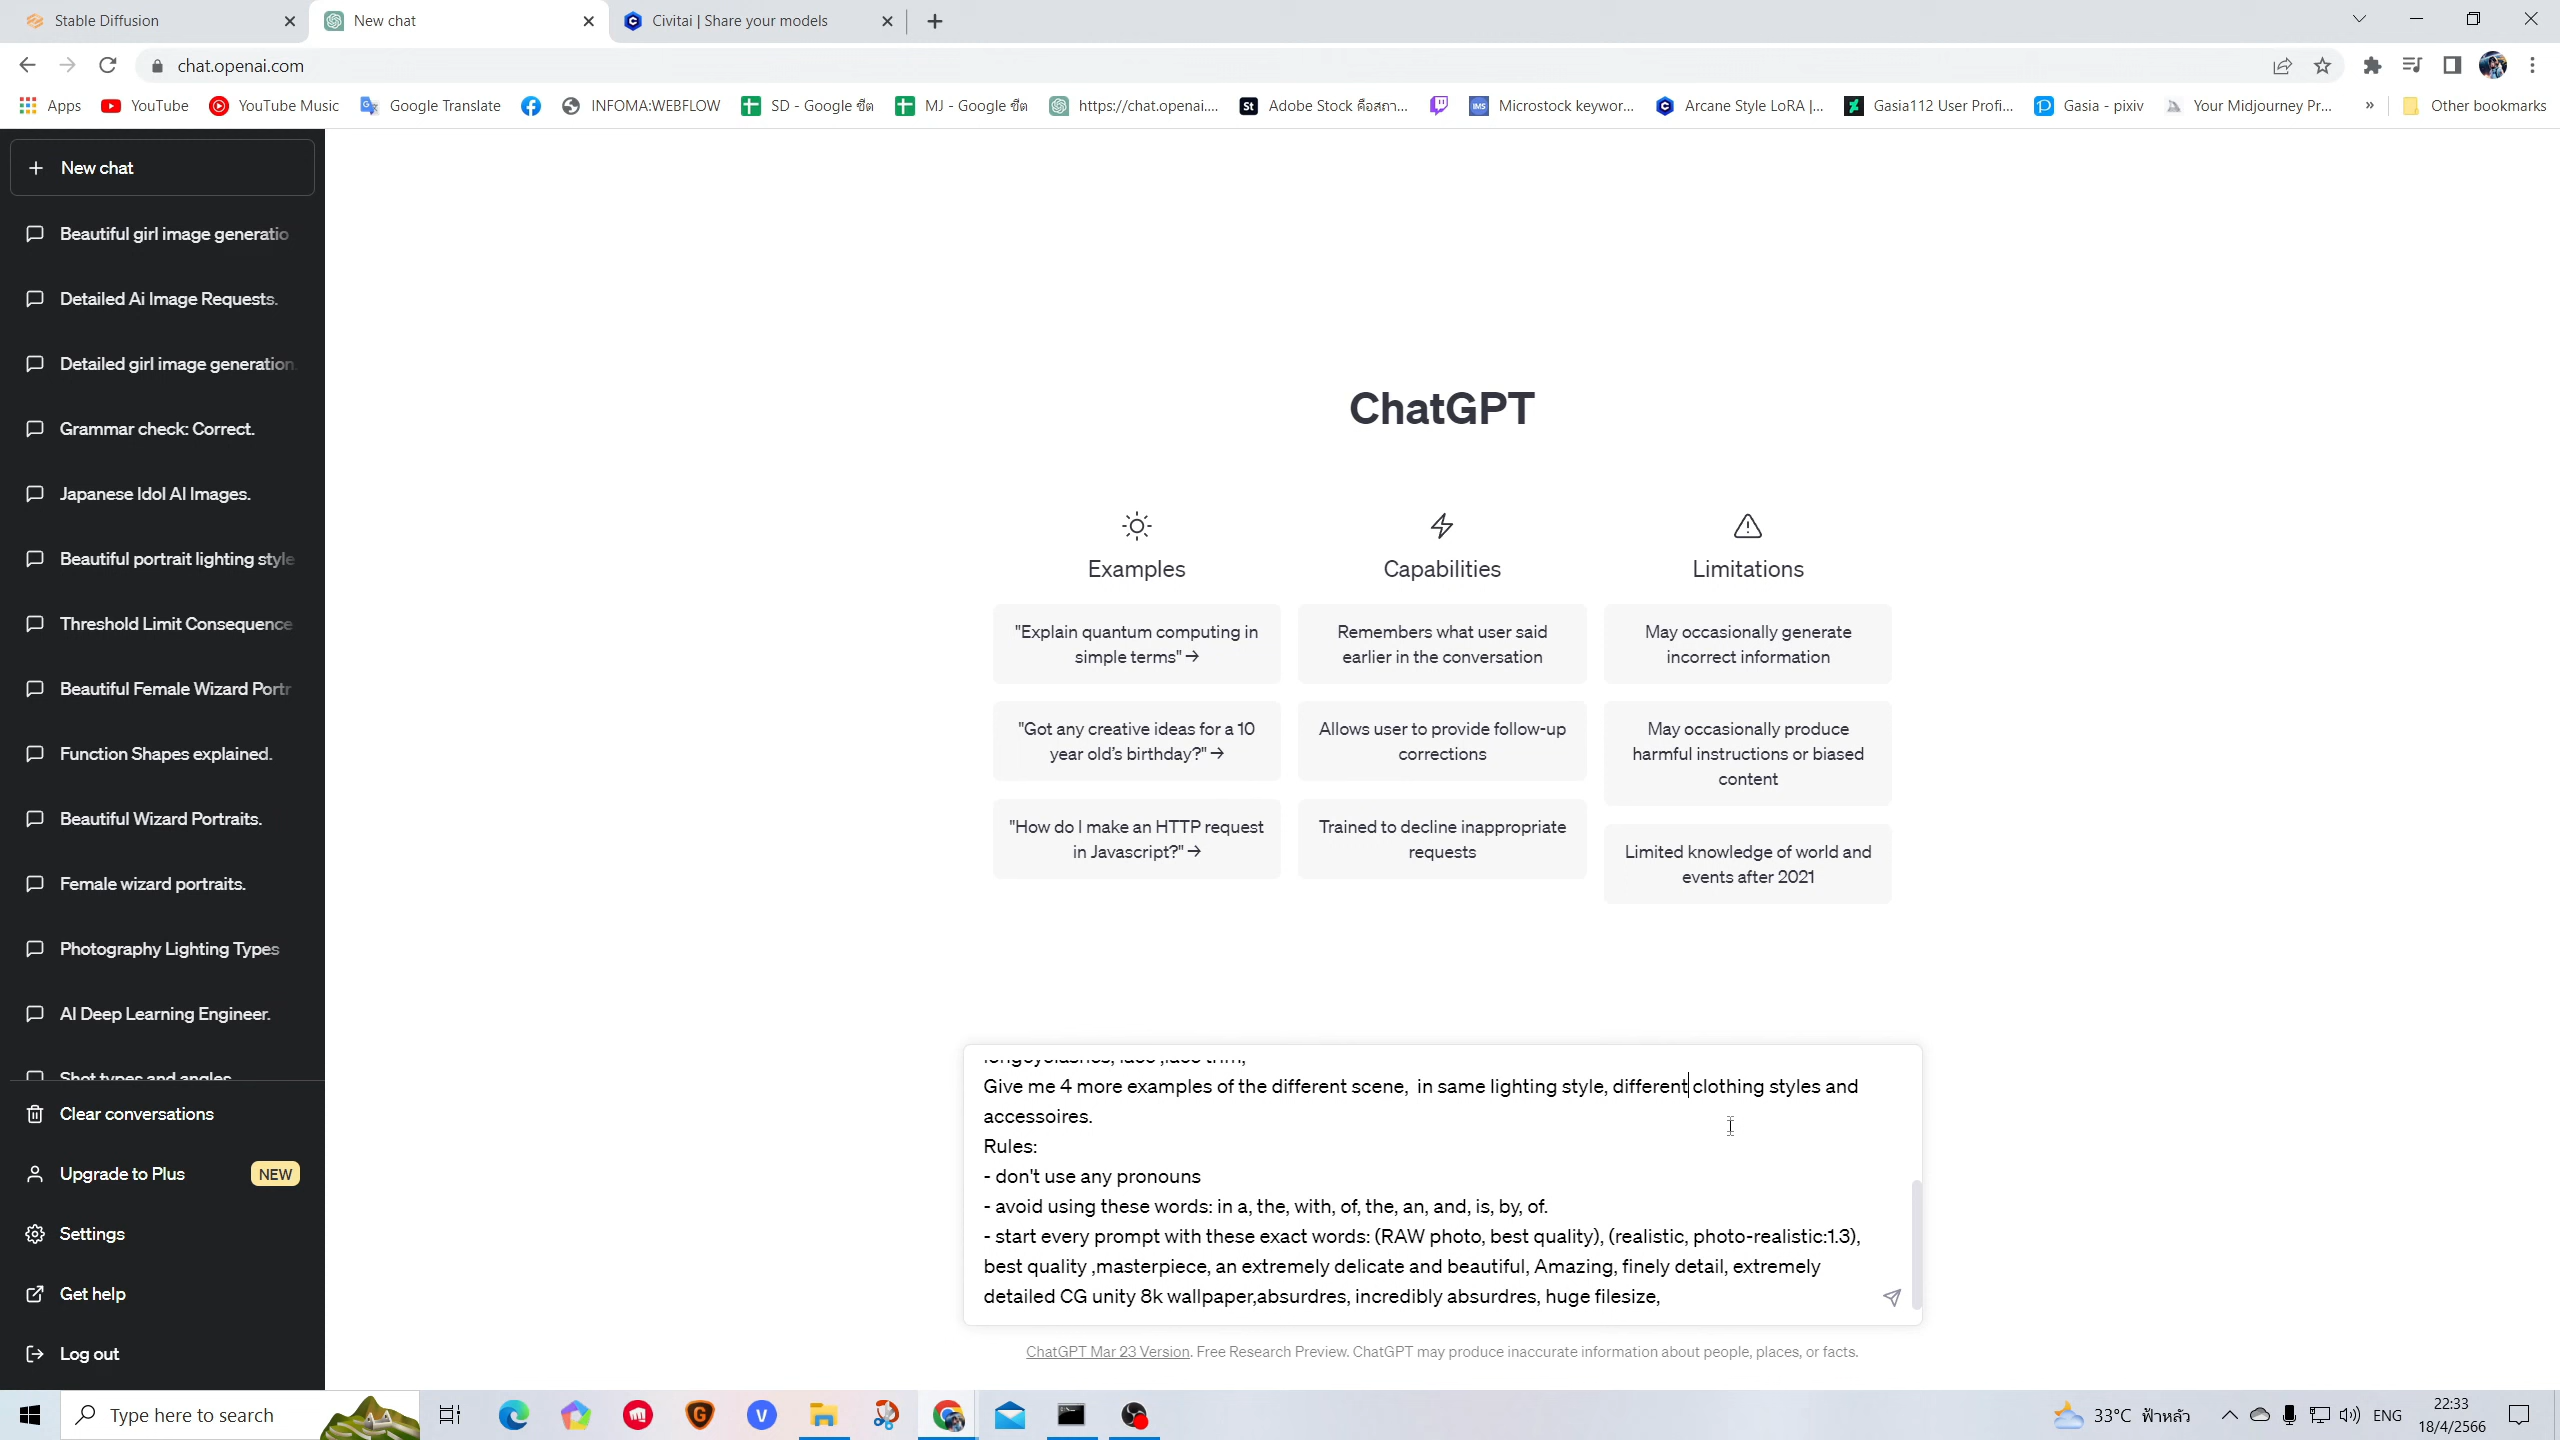 Stable Diffusion
New chat
Civitai | Share your models
chat.openai.com
Apps
YouTube
YouTube Music
Google Translate
INFOMA:WEBFLOW
SD - Google ชีต
MJ - Google ชีต
https://chat.openai....
St
Adobe Stock คือสถา...
IMS
Microstock keywor...
Arcane Style LoRA |...
Gasia112 User Profi...
Gasia - pixiv
Your Midjourney Pr...
»
Other bookmarks
New chat
Beautiful girl image generatio
Detailed Ai Image Requests.
Detailed girl image generation.
Grammar check: Correct.
Japanese Idol AI Images.
Beautiful portrait lighting style
Threshold Limit Consequence
Beautiful Female Wizard Portr
Function Shapes explained.
Beautiful Wizard Portraits.
Female wizard portraits.
Photography Lighting Types
AI Deep Learning Engineer.
Shot types and angles
Clear conversations
Upgrade to Plus
NEW
Settings
Get help
Log out
ChatGPT
Examples
"Explain quantum computing in
simple terms" →
"Got any creative ideas for a 10
year old's birthday?" →
"How do I make an HTTP request
in Javascript?" →
Capabilities
Remembers what user said
earlier in the conversation
Allows user to provide follow-up
corrections
Trained to decline inappropriate
requests
Limitations
May occasionally generate
incorrect information
May occasionally produce
harmful instructions or biased
content
Limited knowledge of world and
events after 2021
Give me 4 more examples of the different scene,  in same lighting style, different clothing styles and
accessoires.
Rules:
- don't use any pronouns
- avoid using these words: in a, the, with, of, the, an, and, is, by, of.
- start every prompt with these exact words: (RAW photo, best quality), (realistic, photo-realistic:1.3),
best quality ,masterpiece, an extremely delicate and beautiful, Amazing, finely detail, extremely
detailed CG unity 8k wallpaper,absurdres, incredibly absurdres, huge filesize,
ChatGPT Mar 23 Version. Free Research Preview. ChatGPT may produce inaccurate information about people, places, or facts.
Type here to search
33°C ฟ้าหลัว
ENG
22:33
18/4/2566